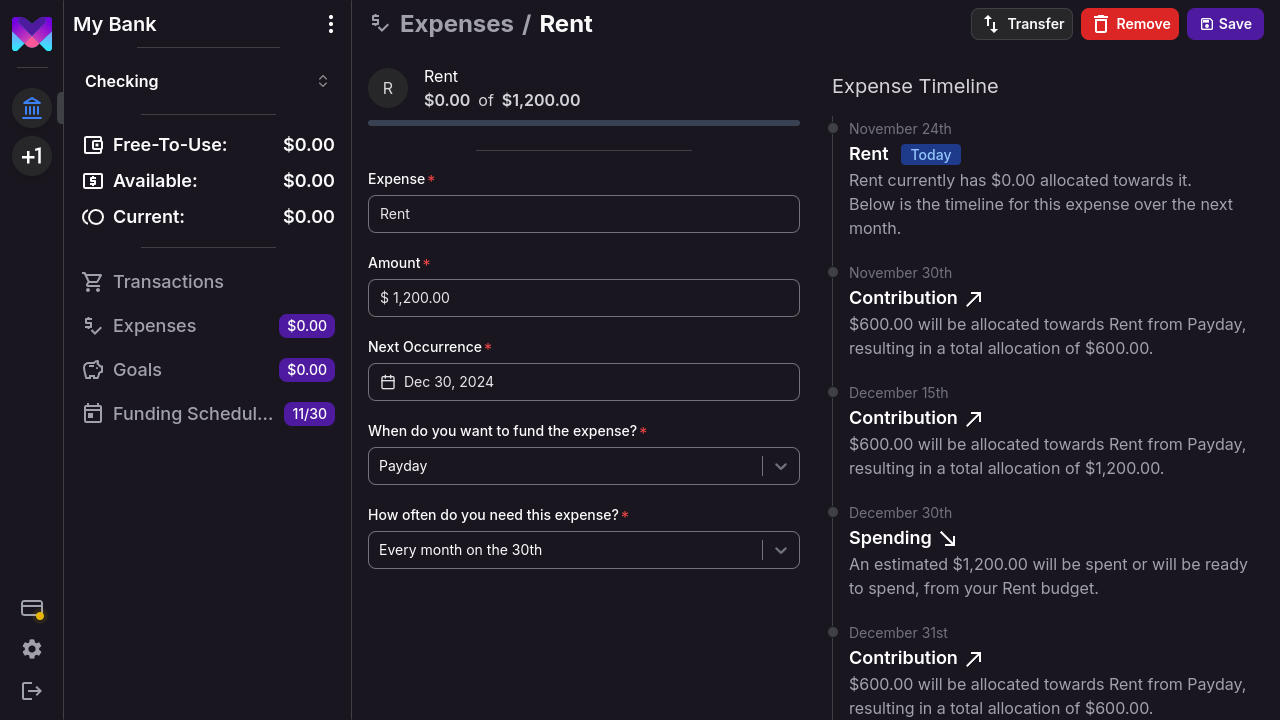 My Bank
Checking
Free-To-Use: $0.00
Available: $0.00
Current: $0.00
Transactions
Expenses $0.00
Goals $0.00
Funding Schedul... 11/30
+1
Expenses / Rent
Transfer
Remove
Save
R
Rent
$0.00 of $1,200.00
Expense*
Rent
Amount*
$ 1,200.00
Next Occurrence*
Dec 30, 2024
When do you want to fund the expense?*
Payday
How often do you need this expense?*
Every month on the 30th
Expense Timeline
November 24th
Rent Today
Rent currently has $0.00 allocated towards it.
Below is the timeline for this expense over the next
month.
November 30th
Contribution
$600.00 will be allocated towards Rent from Payday,
resulting in a total allocation of $600.00.
December 15th
Contribution
$600.00 will be allocated towards Rent from Payday,
resulting in a total allocation of $1,200.00.
December 30th
Spending
An estimated $1,200.00 will be spent or will be ready
to spend, from your Rent budget.
December 31st
Contribution
$600.00 will be allocated towards Rent from Payday,
resulting in a total allocation of $600.00.